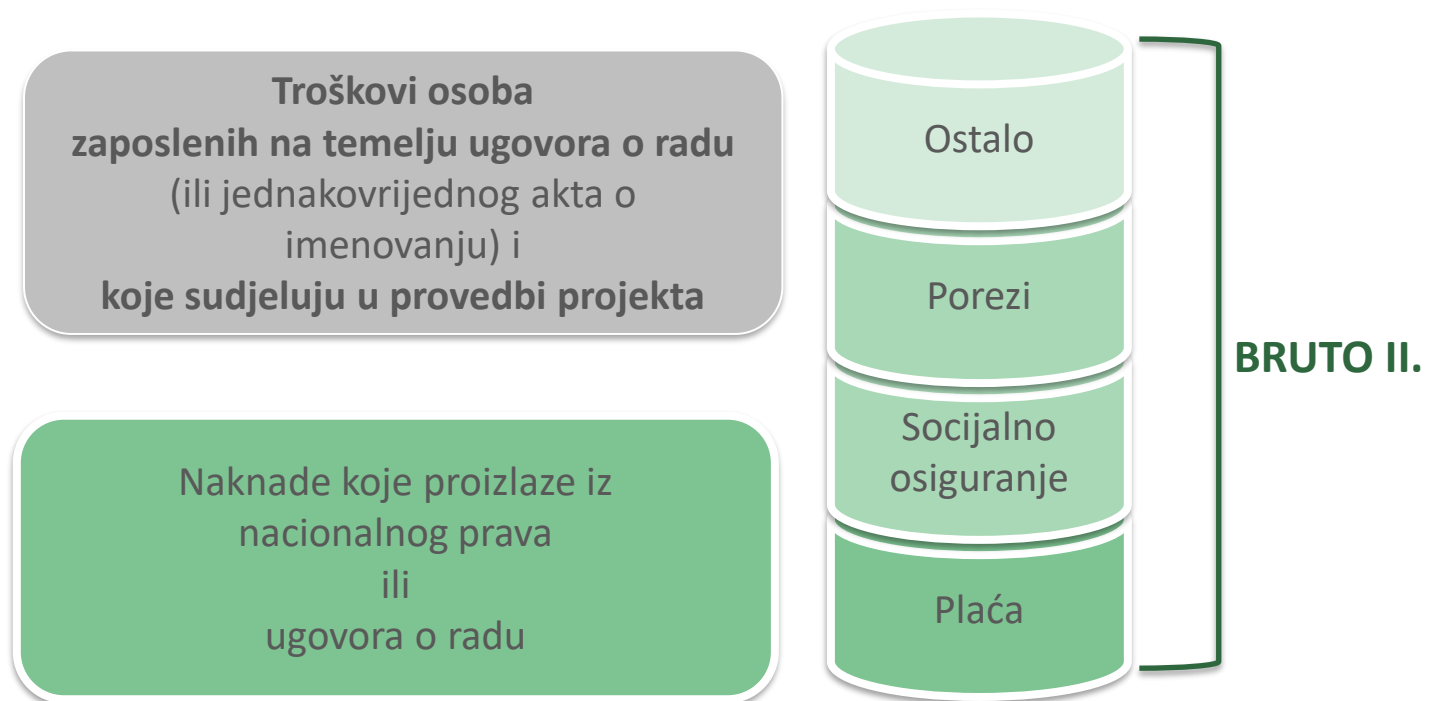 Troškovi osoba
zaposlenih na temelju ugovora o radu
(ili jednakovrijednog akta o
imenovanju) i
koje sudjeluju u provedbi projekta
Naknade koje proizlaze iz
nacionalnog prava
ili
ugovora o radu
Ostalo
Porezi
Socijalno
osiguranje
Plaća
BRUTO II.